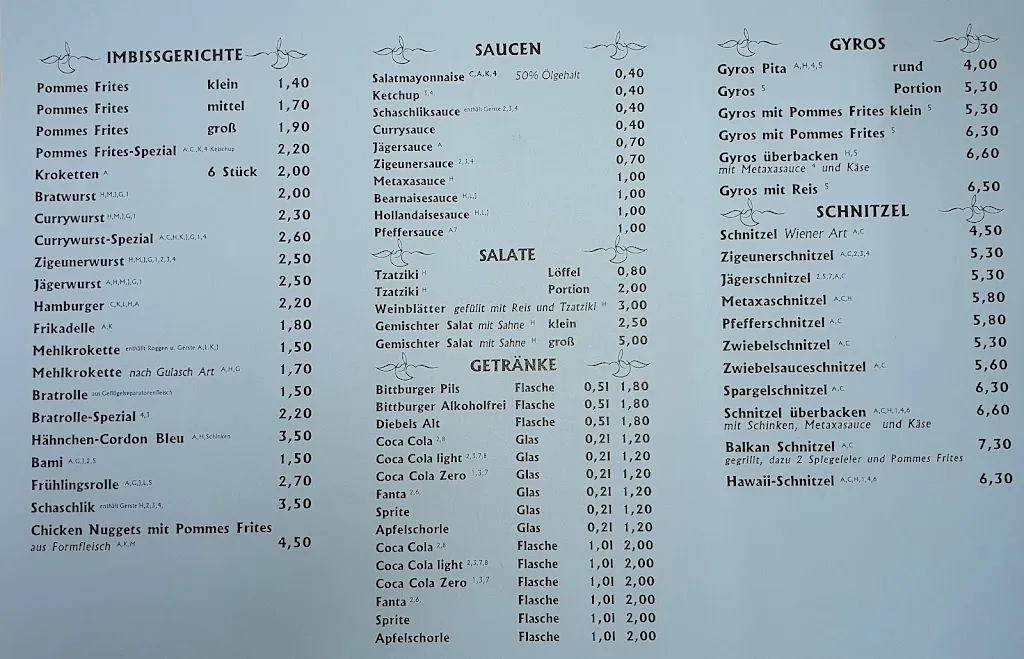 IMBISSGERICHTE
Pommes Frites klein 1,40
Pommes Frites mittel 1,70
Pommes Frites groß 1,90
Pommes Frites-Spezial A,C,,K,4 Ketschup 2,20
Kroketten A 6 Stück 2,00
Bratwurst H,M,J,G,1 2,00
Currywurst H,M,J,G,1 2,30
Currywurst-Spezial A,C,H,K,J,G,1,4 2,60
Zigeunerwurst H,M,J,G,1,2,3,4 2,50
Jägerwurst A,H,M,J,G,1 2,50
Hamburger C,K,L,H,A 2,20
Frikadelle A,K 1,80
Mehlkrokette enthält Roggen u. Gerste A,L,K,J 1,50
Mehlkrokette nach Gulasch Art A,H,G 1,70
Bratrolle aus Geflügelseparatorenfleisch 1,50
Bratrolle-Spezial 4,3 2,20
Hähnchen-Cordon Bleu A,H,Schinken 3,50
Bami A,G,J,2,5 1,50
Frühlingsrolle A,G,J,L,5 2,70
Schaschlik enthält Gerste H,2,3,4, 3,50
Chicken Nuggets mit Pommes Frites
aus Formfleisch A,K,M 4,50
SAUCEN
Salatmayonnaise C,A,K,4 50% Ölgehalt 0,40
Ketchup 3,4, 0,40
Schaschliksauce enthält Gerste 2,3,4 0,40
Currysauce 0,40
Jägersauce A 0,70
Zigeunersauce 2,3,4 0,70
Metaxasauce H 1,00
Bearnaisesauce H,L,J 1,00
Hollandaisesauce H,L,J 1,00
Pfeffersauce A7 1,00
SALATE
Tzatziki H Löffel 0,80
Tzatziki H Portion 2,00
Weinblätter gefüllt mit Reis und Tzatziki H 3,00
Gemischter Salat mit Sahne H klein 2,50
Gemischter Salat mit Sahne H groß 5,00
GETRÄNKE
Bittburger Pils Flasche 0,5l 1,80
Bittburger Alkoholfrei Flasche 0,5l 1,80
Diebels Alt Flasche 0,5l 1,80
Coca Cola 2,8 Glas 0,2l 1,20
Coca Cola light 2,3,7,8 Glas 0,2l 1,20
Coca Cola Zero 1,3,7 Glas 0,2l 1,20
Fanta 2,6, Glas 0,2l 1,20
Sprite Glas 0,2l 1,20
Apfelschorle Glas 0,2l 1,20
Coca Cola 2,8 Flasche 1,0l 2,00
Coca Cola light 2,3,7,8 Flasche 1,0l 2,00
Coca Cola Zero 1,3,7 Flasche 1,0l 2,00
Fanta 2,6, Flasche 1,0l 2,00
Sprite Flasche 1,0l 2,00
Apfelschorle Flasche 1,0l 2,00
GYROS
Gyros Pita A,H,4,5 rund 4,00
Gyros 5 Portion 5,30
Gyros mit Pommes Frites klein 5 5,30
Gyros mit Pommes Frites 5 6,30
Gyros überbacken H,5 6,60
mit Metaxasauce 4 und Käse
Gyros mit Reis 5 6,50
SCHNITZEL
Schnitzel Wiener Art A,C 4,50
Zigeunerschnitzel A,C,2,3,4 5,30
Jägerschnitzel 2,5,7,A,C 5,30
Metaxaschnitzel A,C,H 5,80
Pfefferschnitzel A,C 5,80
Zwiebelschnitzel A,C 5,30
Zwiebelsauceschnitzel A,C 5,60
Spargelschnitzel A,C 6,30
Schnitzel überbacken A,C,H,1,4,6 6,60
mit Schinken, Metaxasauce und Käse
Balkan Schnitzel A,C 7,30
gegrillt, dazu 2 Spiegeleier und Pommes Frites
Hawaii-Schnitzel A,C,H,1,4,6 6,30